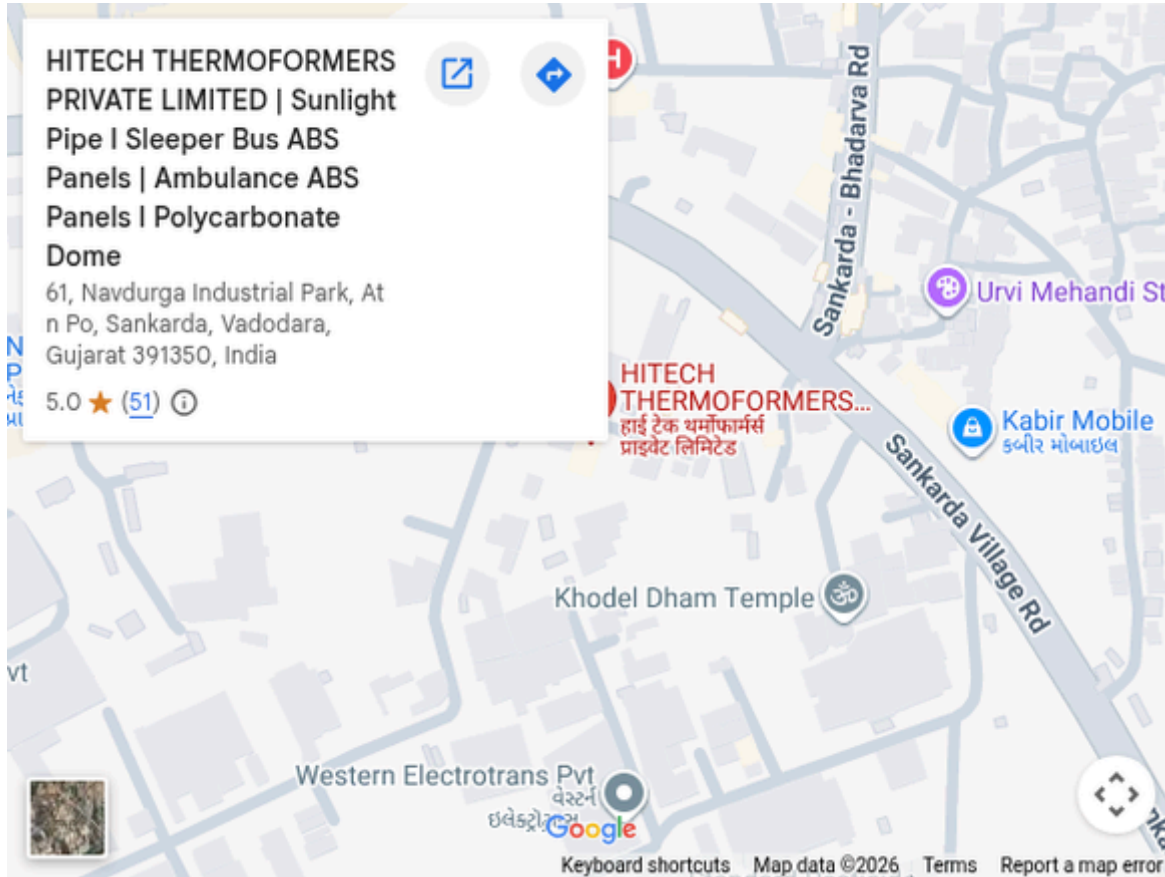 HITECH THERMOFORMERS
PRIVATE LIMITED | Sunlight
Pipe I Sleeper Bus ABS
Panels | Ambulance ABS
Panels I Polycarbonate
Dome
61, Navdurga Industrial Park, At
n Po, Sankarda, Vadodara,
Gujarat 391350, India
5.0 ★ (51)
H
Sankarda - Bhadarva Rd
Urvi Mehandi St
HITECH
THERMOFORMERS...
हाई टेक थर्मोफार्मर्स
प्राइवेट लिमिटेड
Kabir Mobile
કબીર મોબાઇલ
Sankarda Village Rd
Khodel Dham Temple
vt
Western Electrotrans Pvt
વેસ્ટર્ન
Google
Keyboard shortcuts Map data ©2026 Terms Report a map error